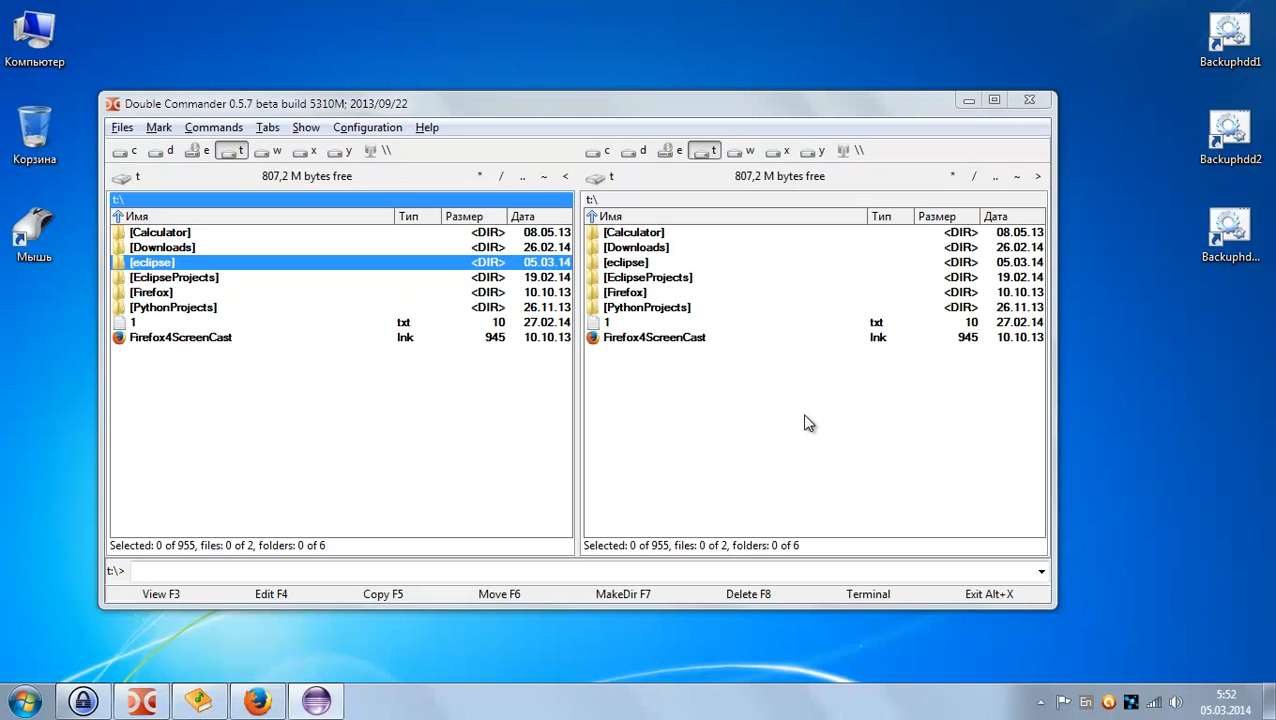 Компьютер
Корзина
Мышь
Backuphdd1
Backuphdd2
Backuphd...
Double Commander 0.5.7 beta build 5310M; 2013/09/22
Files Mark Commands Tabs Show Configuration Help
c d e t w x y \\ c d e t w x y \\
t 807,2 M bytes free * / .. ~ < t 807,2 M bytes free * / .. ~ >
t:\ t:\
Имя Тип Размер Дата Имя Тип Размер Дата
[Calculator] <DIR> 08.05.13 [Calculator] <DIR> 08.05.13
[Downloads] <DIR> 26.02.14 [Downloads] <DIR> 26.02.14
[eclipse] <DIR> 05.03.14 [eclipse] <DIR> 05.03.14
[EclipseProjects] <DIR> 19.02.14 [EclipseProjects] <DIR> 19.02.14
[Firefox] <DIR> 10.10.13 [Firefox] <DIR> 10.10.13
[PythonProjects] <DIR> 26.11.13 [PythonProjects] <DIR> 26.11.13
1 txt 10 27.02.14 1 txt 10 27.02.14
Firefox4ScreenCast lnk 945 10.10.13 Firefox4ScreenCast lnk 945 10.10.13
Selected: 0 of 955, files: 0 of 2, folders: 0 of 6 Selected: 0 of 955, files: 0 of 2, folders: 0 of 6
t:\>
View F3 Edit F4 Copy F5 Move F6 MakeDir F7 Delete F8 Terminal Exit Alt+X
En
5:52
05.03.2014